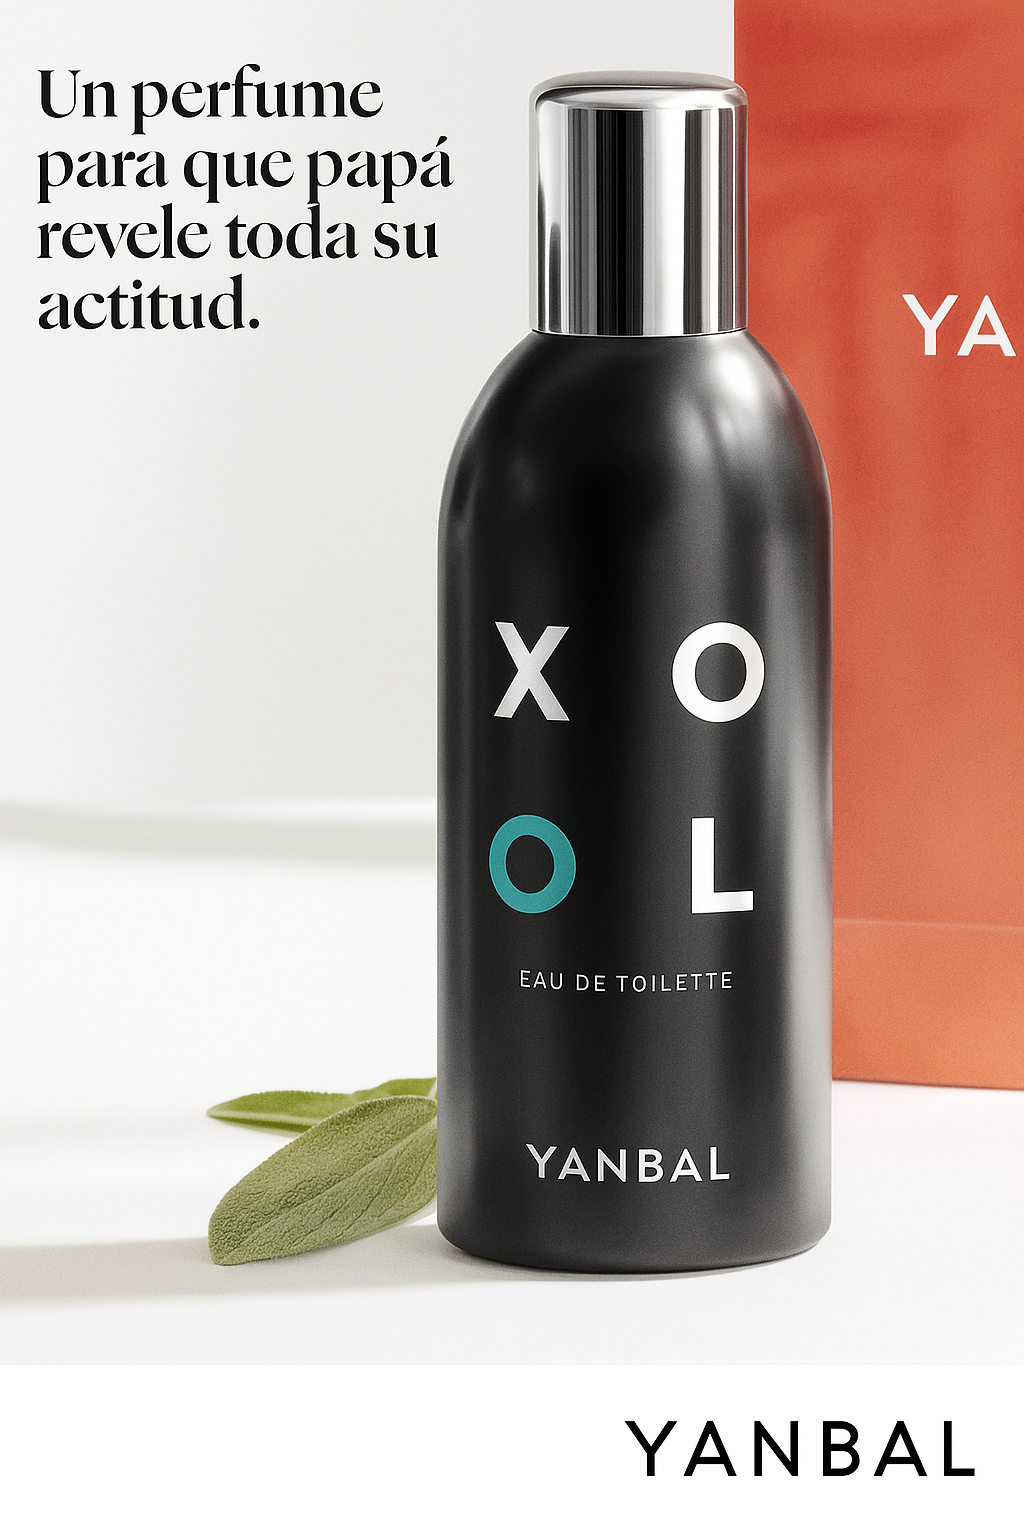 Un perfume
para que papá
revele toda su
actitud.
YA
X O
O L
EAU DE TOILETTE
YANBAL
YANBAL